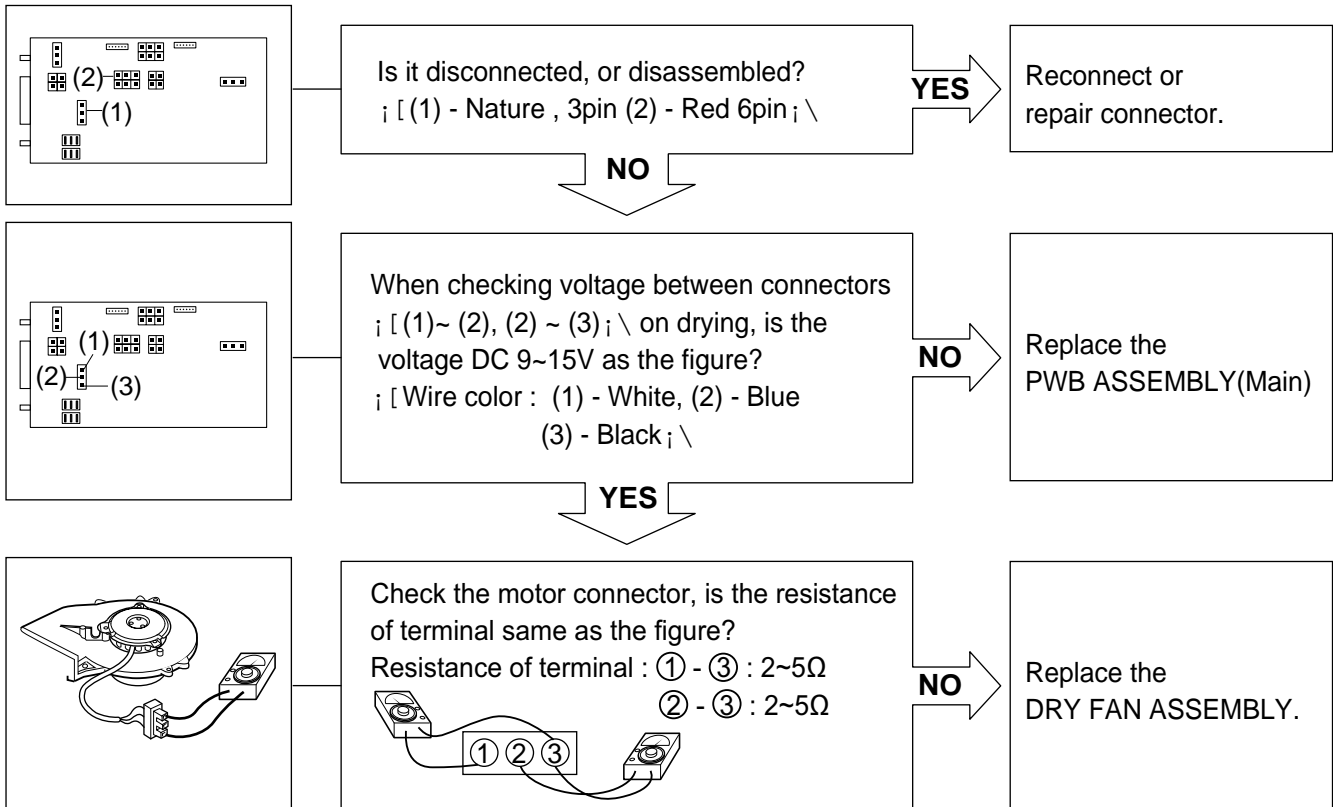 (2)
(1)
Is it disconnected, or disassembled?
¡ [ (1) - Nature , 3pin (2) - Red 6pin ¡ \
YES
Reconnect or
repair connector.
NO
(1)
(2)
(3)
When checking voltage between connectors
¡ [ (1)~ (2), (2) ~ (3) ¡ \ on drying, is the
voltage DC 9~15V as the figure?
¡ [ Wire color : (1) - White, (2) - Blue
(3) - Black ¡ \
NO
Replace the
PWB ASSEMBLY(Main)
YES
Check the motor connector, is the resistance
of terminal same as the figure?
Resistance of terminal : ① - ③ : 2~5Ω
② - ③ : 2~5Ω
① ② ③
NO
Replace the
DRY FAN ASSEMBLY.